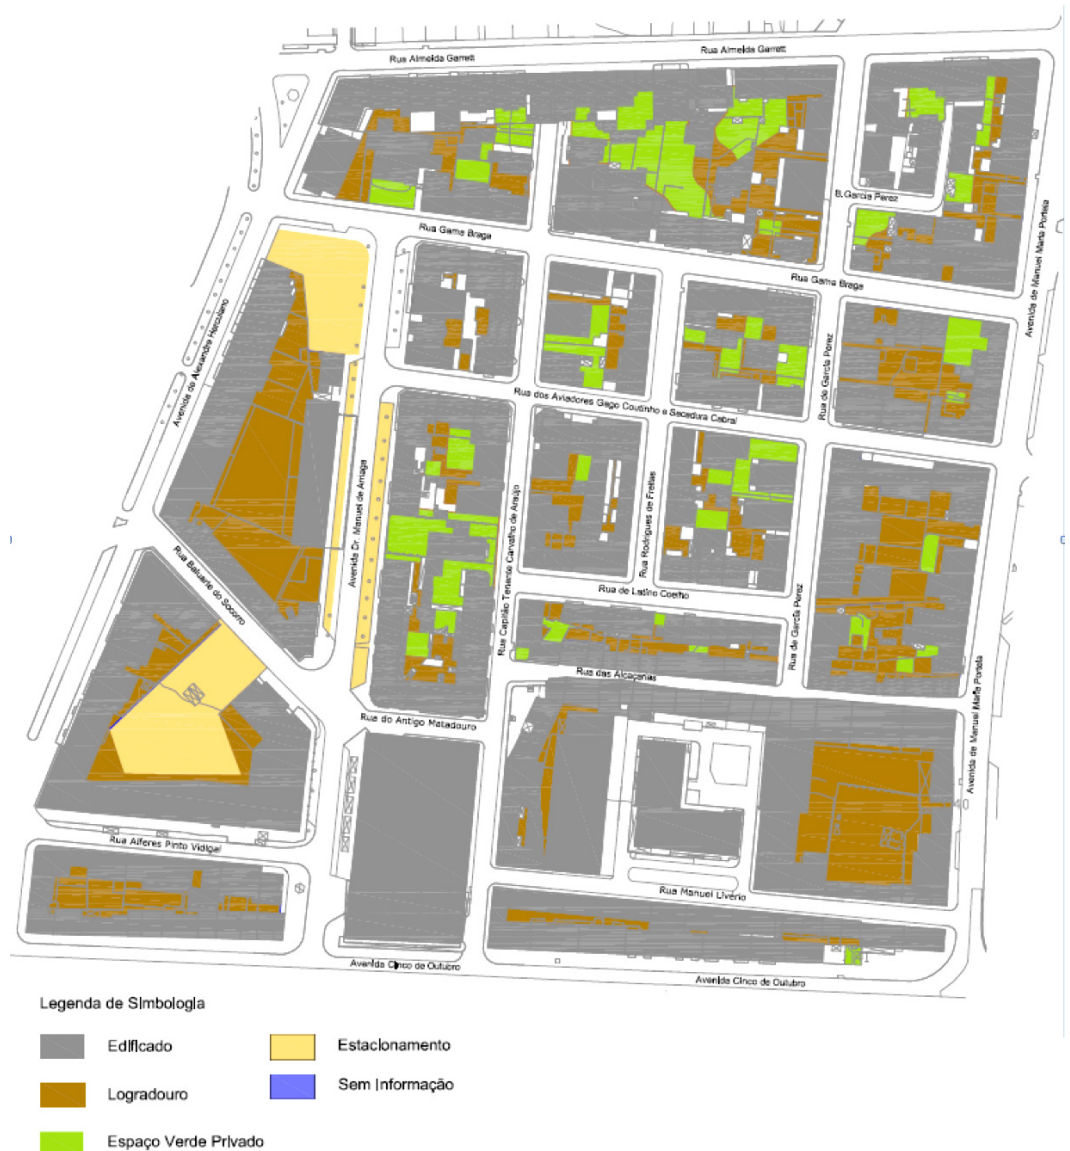 Rua Almeida Garrett
Rua Almeida Garrett
B.Garcia Perez
Avenida de Manuel Maria Portela
Rua Gama Braga
Rua Gama Braga
Avenida de Alexandre Herculano
Rua de Garcia Perez
Rua dos Aviadores Gago Coutinho e Sacadura Cabral
Avenida Dr. Manuel de Arriaga
Rua Capitão Tenente Carvalho de Araújo
Rua Rodrigues de Freitas
Rua Baluarte do Socorro
Rua de Latino Coelho
Rua de Garcia Perez
Rua das Alcaçarias
Avenida de Manuel Maria Portela
Rua do Antigo Matadouro
Rua Alferes Pinto Vidigal
Rua Manuel Livério
Avenida Cinco de Outubro
Avenida Cinco de Outubro
Legenda de Simbologia
Edificado
Estacionamento
Logradouro
Sem Informação
Espaço Verde Privado